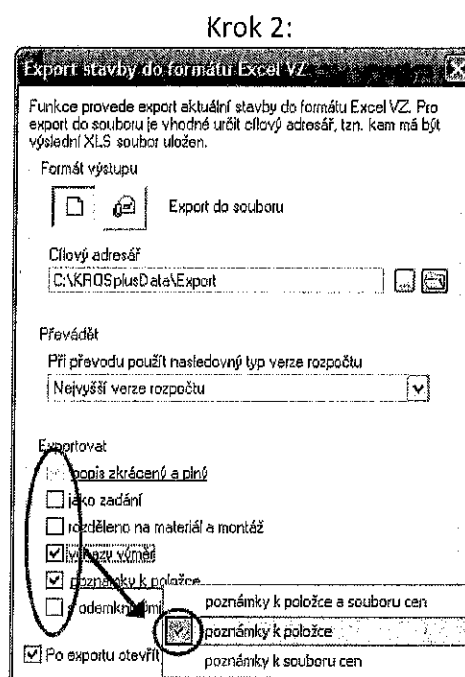 Krok 2:
Export stavby do formátu Excel VZ
Funkce provede export aktuální stavby do formátu Excel VZ. Pro
export do souboru je vhodné určit cílový adresář, tzn. kam má být
výsledný XLS soubor uložen.
Formát výstupu
Export do souboru
Cílový adresář
C:\KROSplusData\Export
...
Převádět
Při převodu použít nasledovný typ verze rozpočtu
Nejvyšší verze rozpočtu
Exportovat
popis zkrácený a plný
jako zadání
rozděleno na materiál a montáž
výkazy výměr
poznámky k položce
poznámky k položce a souboru cen
poznámky k položce
Po exportu otevřít
poznámky k souboru cen